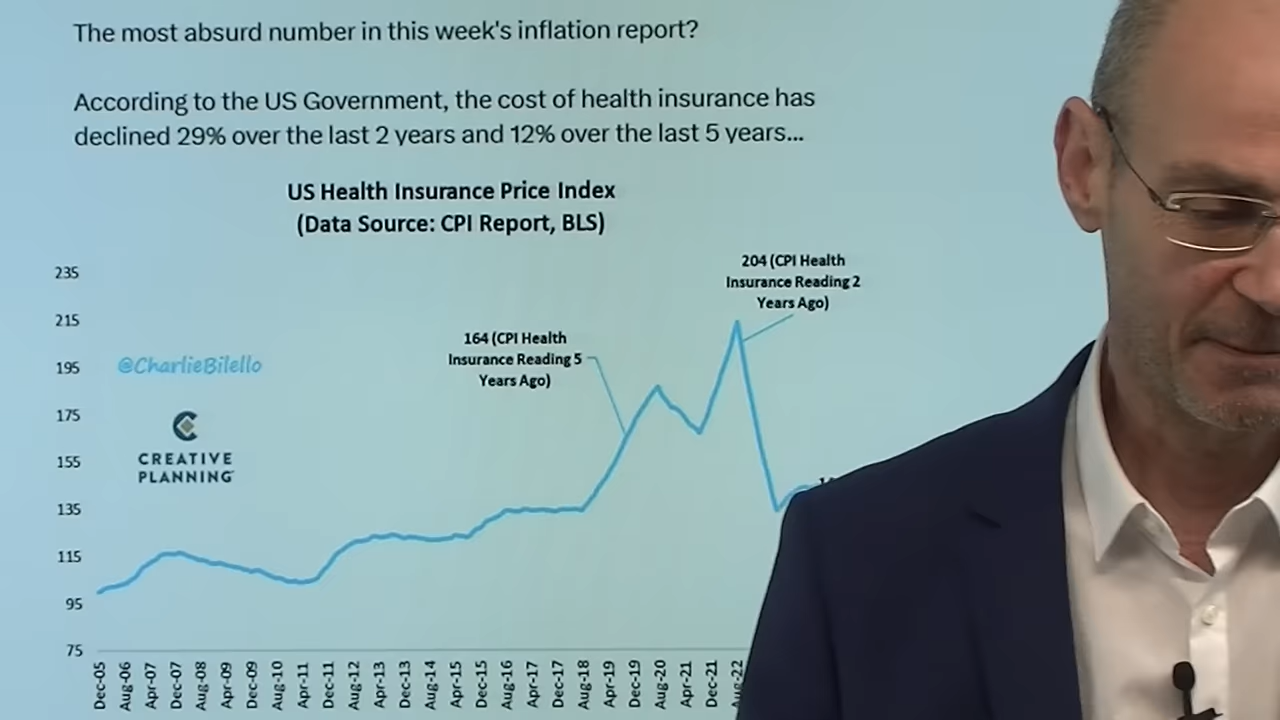 The most absurd number in this week's inflation report?
According to the US Government, the cost of health insurance has
declined 29% over the last 2 years and 12% over the last 5 years...
US Health Insurance Price Index
(Data Source: CPI Report, BLS)
235
215
195
175
155
135
115
95
75
204 (CPI Health
Insurance Reading 2
Years Ago)
164 (CPI Health
Insurance Reading 5
Years Ago)
@CharlieBilello
CREATIVE
PLANNING
Dec-05
Aug-06
Apr-07
Dec-07
Aug-08
Apr-09
Dec-09
Aug-10
Apr-11
Dec-11
Aug-12
Apr-13
Dec-13
Aug-14
Apr-15
Dec-15
Aug-16
Apr-17
Dec-17
Aug-18
Apr-19
Dec-19
Aug-20
Apr-21
Dec-21
Aug-22